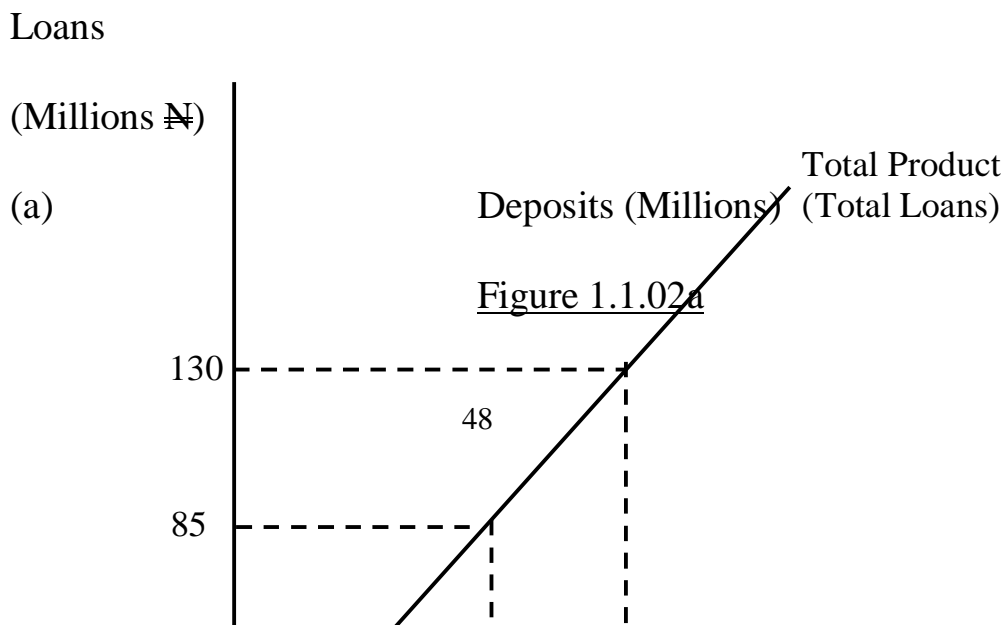 Loans
(Millions ₦)
Total Product
(a)
Deposits (Millions)
(Total Loans)
Figure 1.1.02a
130
48
85